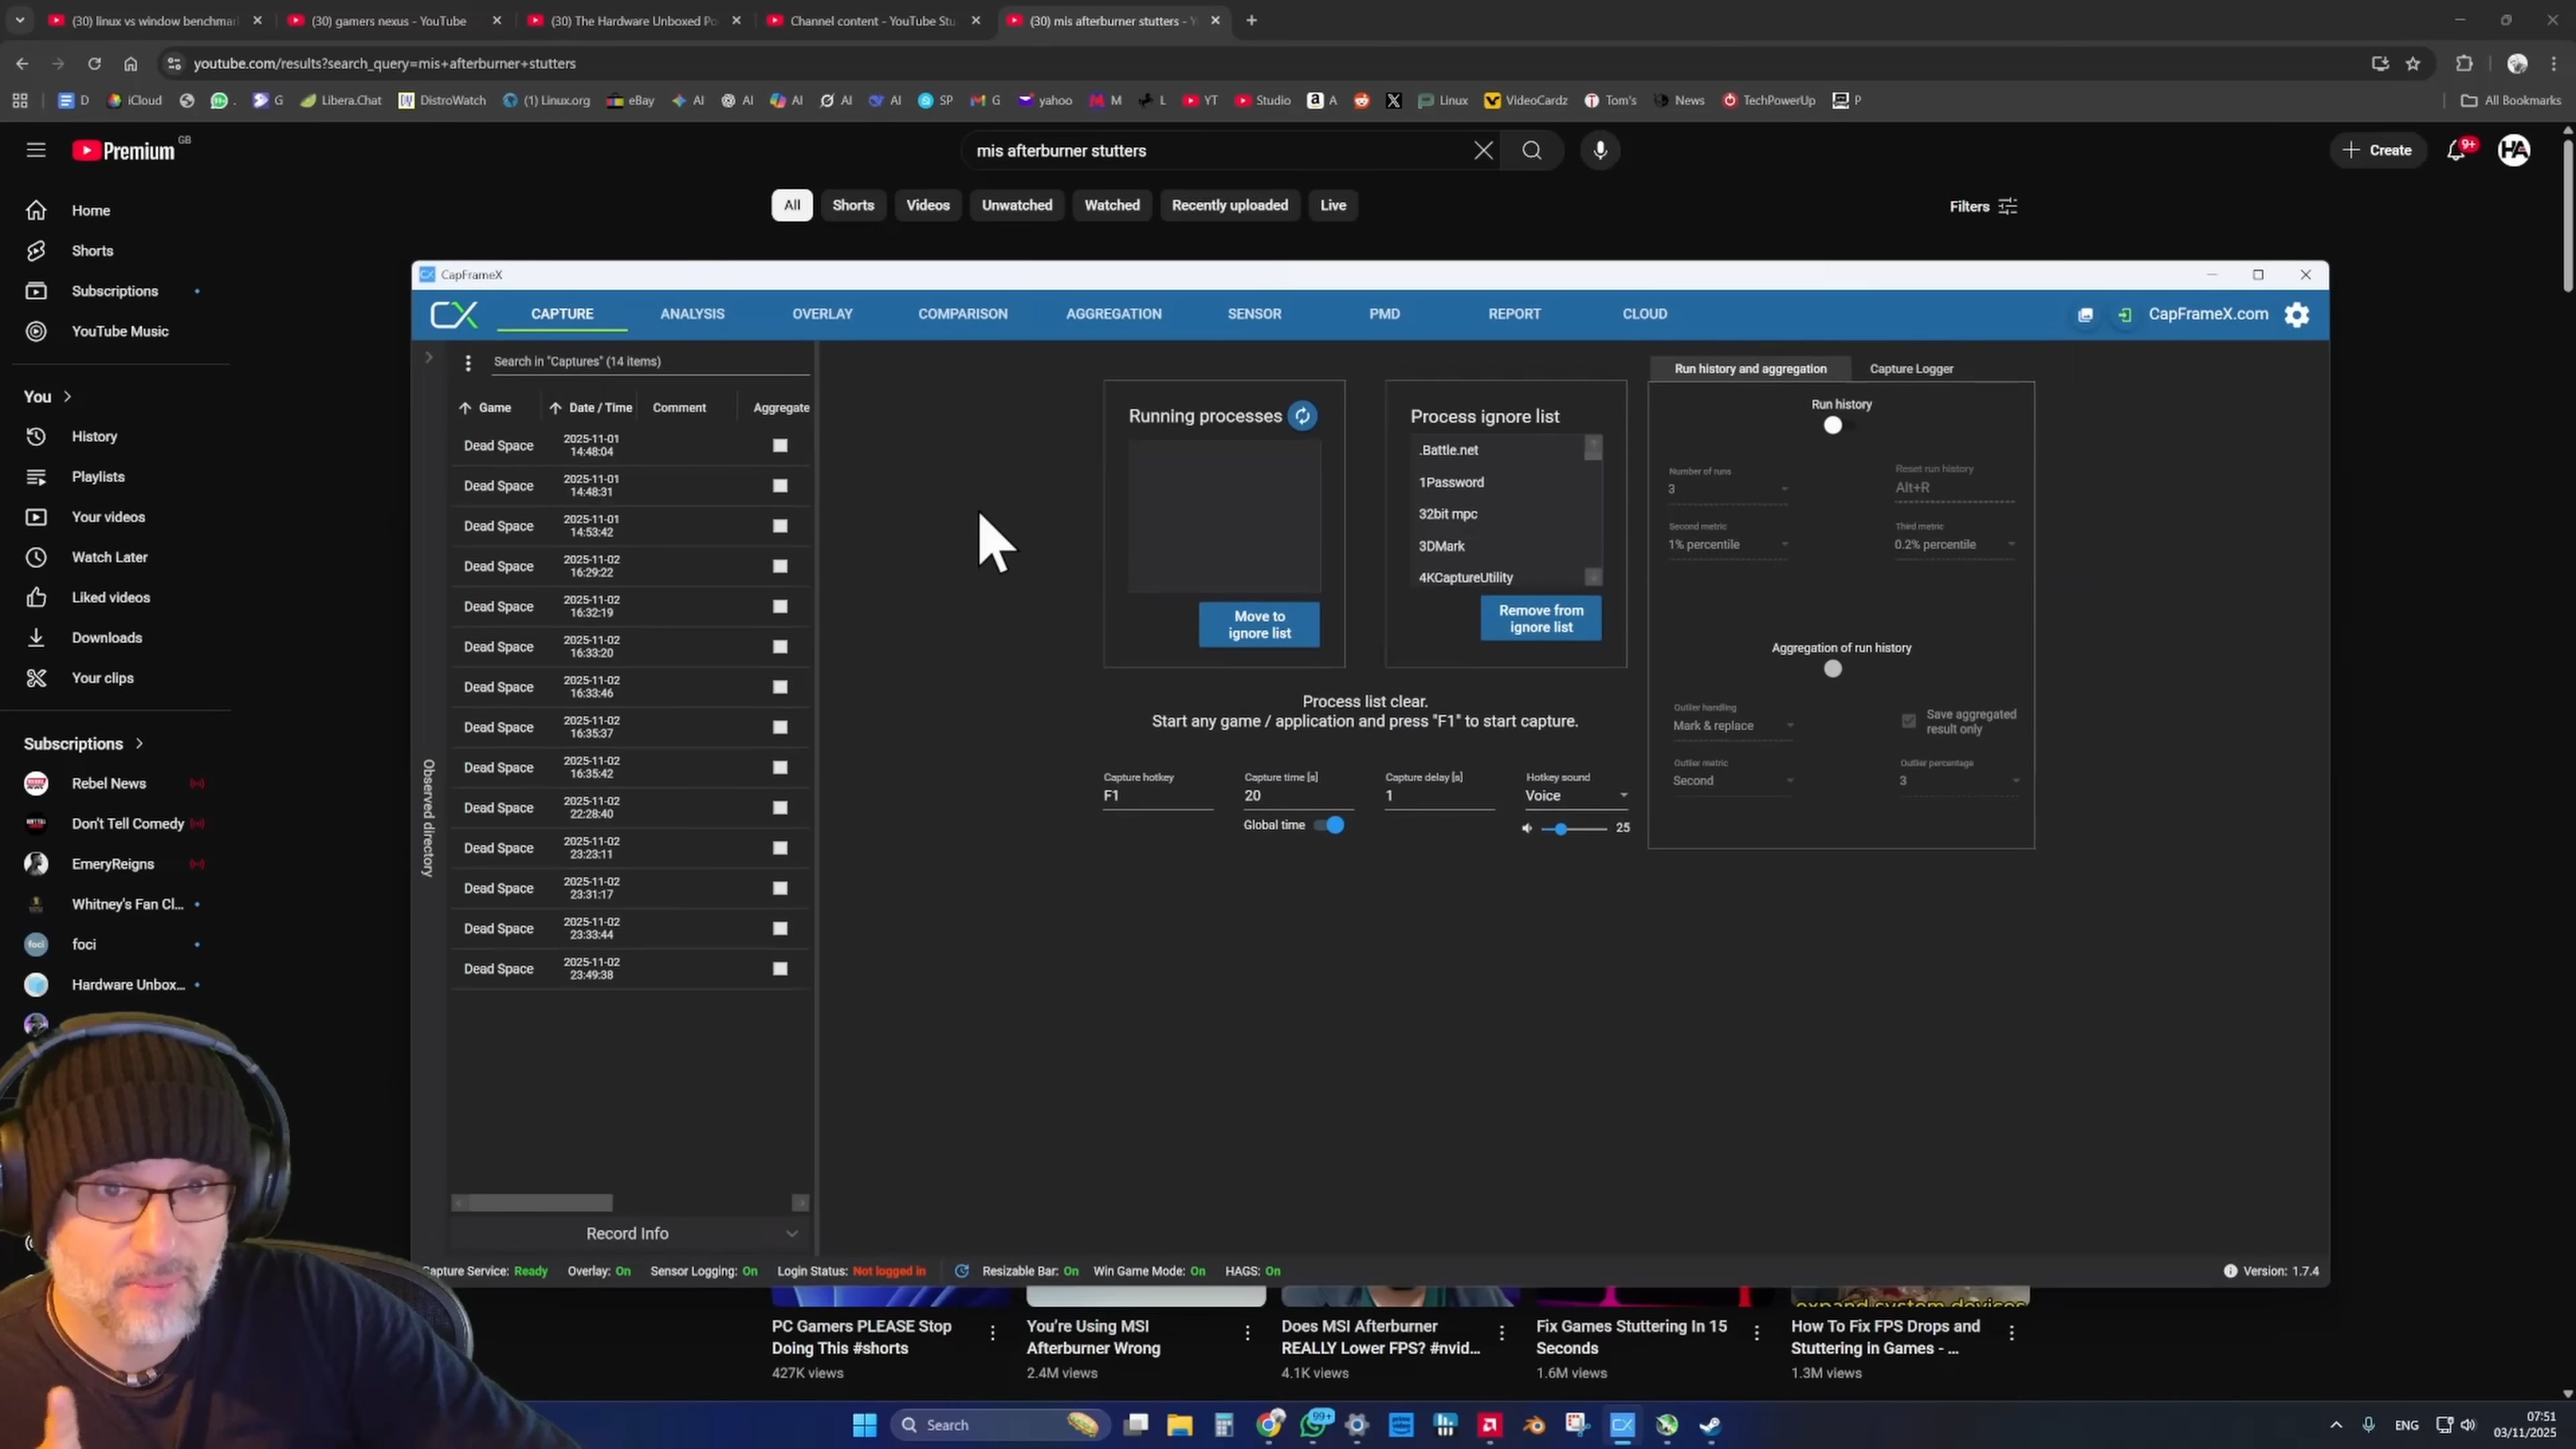 (30) linux vs window benchmar
(30) gamers nexus - YouTube
(30) The Hardware Unboxed Po
Channel content - YouTube Stu
(30) mis afterburner stutters - Y
youtube.com/results?search_query=mis+afterburner+stutters
D
iCloud
G
Libera.Chat
DistroWatch
(1) Linux.org
eBay
AI
AI
AI
AI
AI
SP
G
yahoo
M
L
YT
Studio
A
Linux
VideoCardz
Tom's
News
TechPowerUp
P
All Bookmarks
Premium GB
mis afterburner stutters
Create
9+
HA
All
Shorts
Videos
Unwatched
Watched
Recently uploaded
Live
Filters
Home
Shorts
Subscriptions
YouTube Music
You
History
Playlists
Your videos
Watch Later
Liked videos
Downloads
Your clips
Subscriptions
Rebel News
Don't Tell Comedy
EmeryReigns
Whitney's Fan Cl...
foci
Hardware Unbox...
CX CapFrameX
CX
CAPTURE
ANALYSIS
OVERLAY
COMPARISON
AGGREGATION
SENSOR
PMD
REPORT
CLOUD
CapFrameX.com
Observed directory
Search in "Captures" (14 items)
Game
Date / Time
Comment
Aggregate
Dead Space
2025-11-01
14:48:04
Dead Space
2025-11-01
14:48:31
Dead Space
2025-11-01
14:53:42
Dead Space
2025-11-02
16:29:22
Dead Space
2025-11-02
16:32:19
Dead Space
2025-11-02
16:33:20
Dead Space
2025-11-02
16:33:46
Dead Space
2025-11-02
16:35:37
Dead Space
2025-11-02
16:35:42
Dead Space
2025-11-02
22:28:40
Dead Space
2025-11-02
23:23:11
Dead Space
2025-11-02
23:31:17
Dead Space
2025-11-02
23:33:44
Dead Space
2025-11-02
23:49:38
Record Info
Running processes
Move to
ignore list
Process ignore list
.Battle.net
1Password
32bit mpc
3DMark
4KCaptureUtility
Remove from
ignore list
Process list clear.
Start any game / application and press "F1" to start capture.
Capture hotkey
F1
Capture time [s]
20
Global time
Capture delay [s]
1
Hotkey sound
Voice
25
Run history and aggregation
Capture Logger
Run history
Number of runs
3
Reset run history
Alt+R
Second metric
1% percentile
Third metric
0.2% percentile
Aggregation of run history
Outlier handling
Mark & replace
Save aggregated
result only
Outlier metric
Second
Outlier percentage
3
Capture Service: Ready
Overlay: On
Sensor Logging: On
Login Status: Not logged in
Resizable Bar: On
Win Game Mode: On
HAGS: On
Version: 1.7.4
expand system devices
PC Gamers PLEASE Stop
Doing This #shorts
427K views
You're Using MSI
Afterburner Wrong
2.4M views
Does MSI Afterburner
REALLY Lower FPS? #nvid...
4.1K views
Fix Games Stuttering In 15
Seconds
1.6M views
How To Fix FPS Drops and
Stuttering in Games - ...
1.3M views
Search
99+
CX
ENG
07:51
03/11/2025